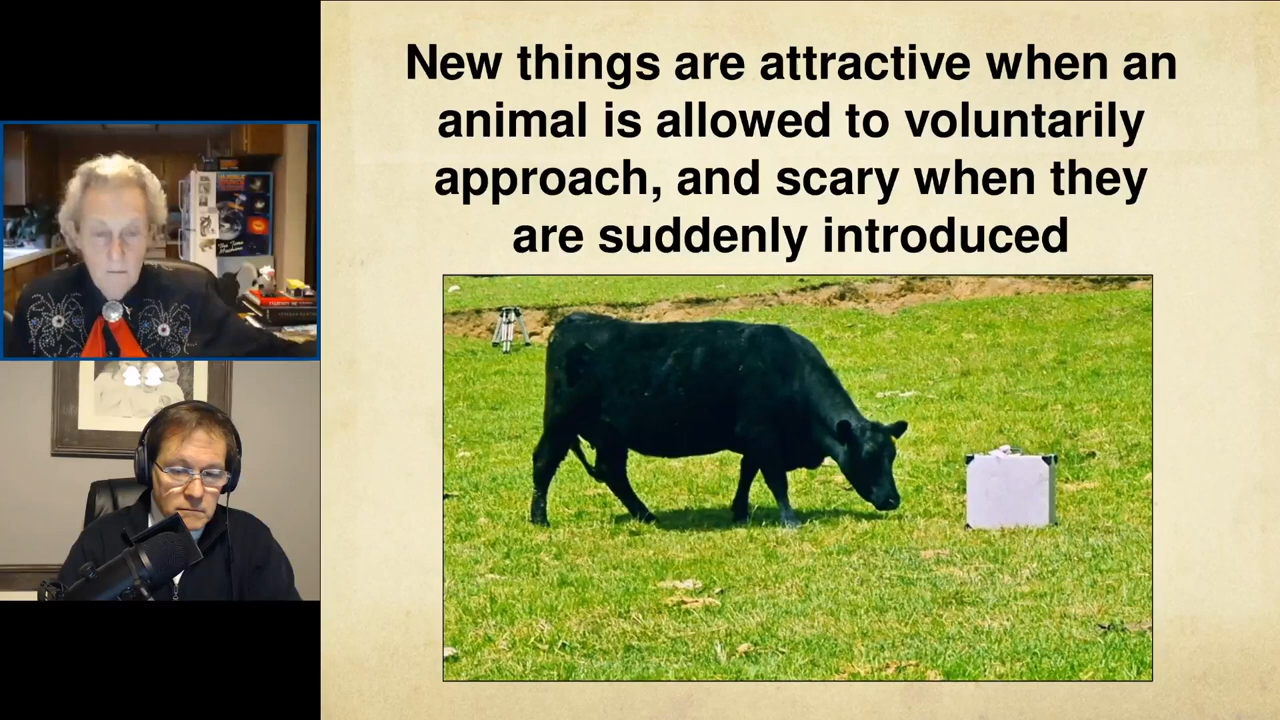 New things are attractive when an
animal is allowed to voluntarily
approach, and scary when they
are suddenly introduced